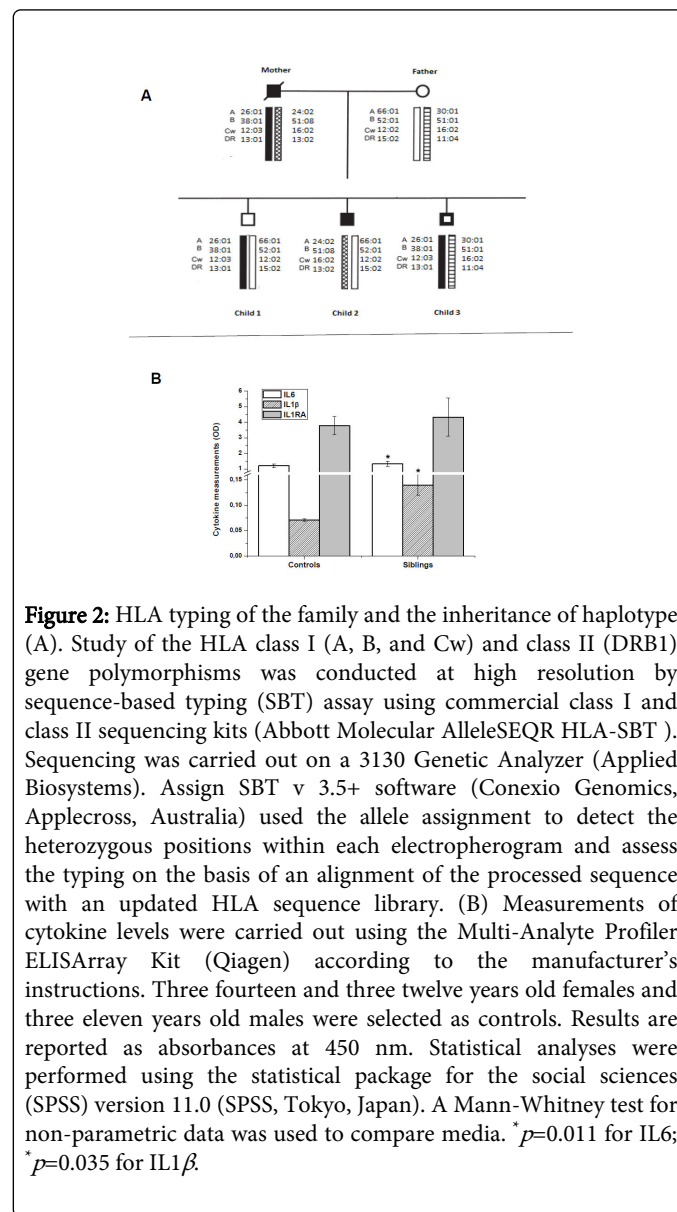 Mother Father
A
A 26:01 24:02 A 66:01 30:01
B 38:01 51:08 B 52:01 51:01
Cw 12:03 16:02 Cw 12:02 16:02
DR 13:01 13:02 DR 15:02 11:04
A 26:01 66:01 A 24:02 66:01 A 26:01 30:01
B 38:01 52:01 B 51:08 52:01 B 38:01 51:01
Cw 12:03 12:02 Cw 16:02 12:02 Cw 12:03 16:02
DR 13:01 15:02 DR 13:02 15:02 DR 13:01 11:04
Child 1 Child 2 Child 3
B
IL6
IL1β
IL1RA
Cytokine measurements (OD)
6
5
4
3
2
1
0,15
0,10
0,05
0,00
* *
Controls Siblings
Figure 2: HLA typing of the family and the inheritance of haplotype
(A). Study of the HLA class I (A, B, and Cw) and class II (DRB1)
gene polymorphisms was conducted at high resolution by
sequence-based typing (SBT) assay using commercial class I and
class II sequencing kits (Abbott Molecular AlleleSEQR HLA-SBT ).
Sequencing was carried out on a 3130 Genetic Analyzer (Applied
Biosystems). Assign SBT v 3.5+ software (Conexio Genomics,
Applecross, Australia) used the allele assignment to detect the
heterozygous positions within each electropherogram and assess
the typing on the basis of an alignment of the processed sequence
with an updated HLA sequence library. (B) Measurements of
cytokine levels were carried out using the Multi-Analyte Profiler
ELISArray Kit (Qiagen) according to the manufacturer's
instructions. Three fourteen and three twelve years old females and
three eleven years old males were selected as controls. Results are
reported as absorbances at 450 nm. Statistical analyses were
performed using the statistical package for the social sciences
(SPSS) version 11.0 (SPSS, Tokyo, Japan). A Mann-Whitney test for
non-parametric data was used to compare media. *p=0.011 for IL6;
*p=0.035 for IL1β.